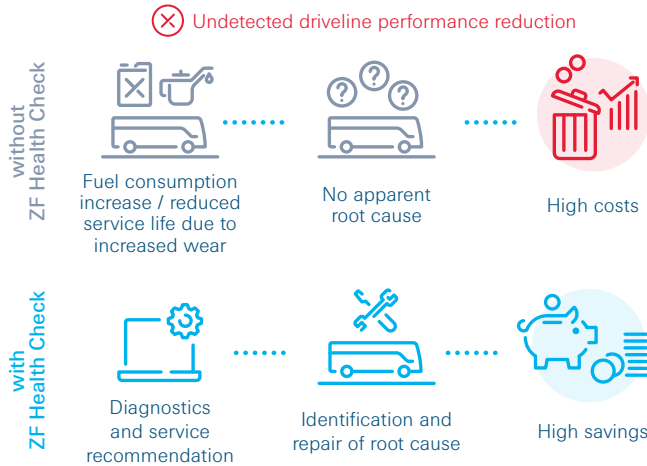 Undetected driveline performance reduction
without
ZF Health Check
? ? ?
Fuel consumption
increase / reduced
service life due to
increased wear
No apparent
root cause
High costs
with
ZF Health Check
Diagnostics
and service
recommendation
Identification and
repair of root cause
High savings